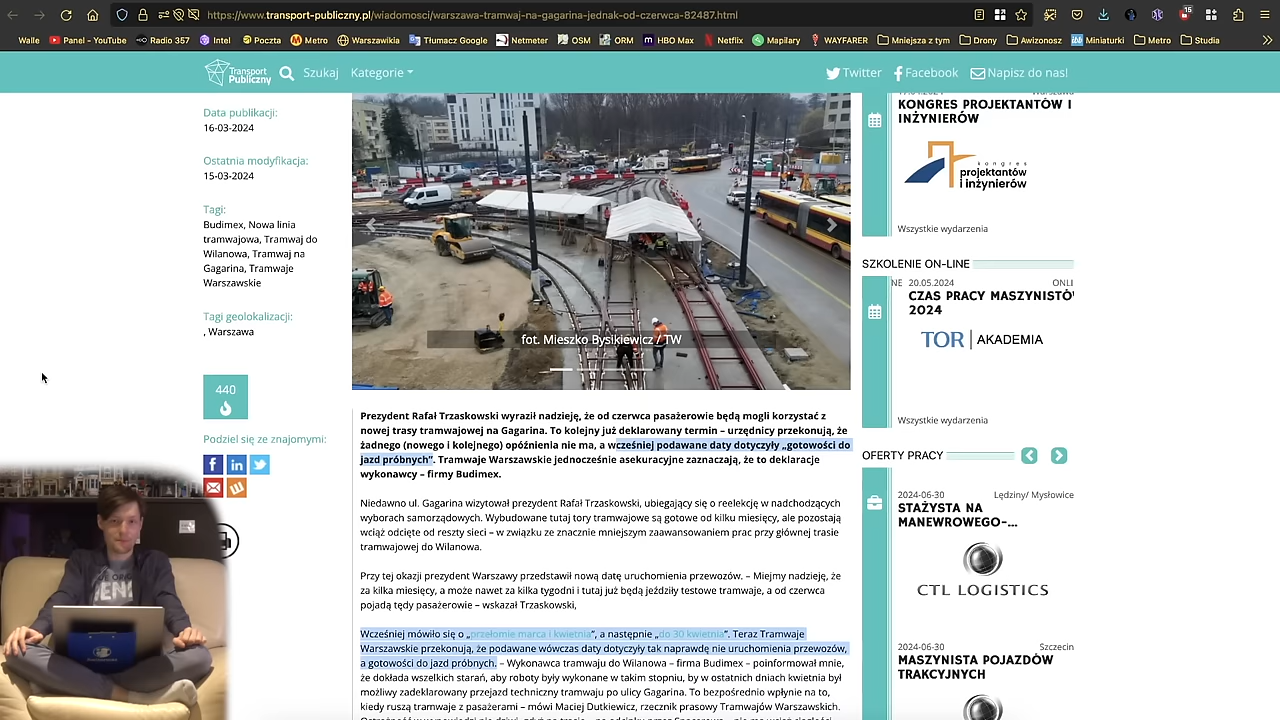 https://www.transport-publiczny.pl/wiadomosci/warszawa-tramwaj-na-gagarina-jednak-od-czerwca-82487.html
15
Walle Panel - YouTube Radio 357 Intel Poczta Metro Warszawikia Tłumacz Google Netmeter OSM ORM HBO Max Netflix Mapilary WAYFARER Mniejsza z tym Drony Awizonosz Miniaturki Metro Studia
Transport
Publiczny
Szukaj Kategorie
Twitter Facebook Napisz do nas!
Data publikacji:
16-03-2024
Ostatnia modyfikacja:
15-03-2024
Tagi:
Budimex, Nowa linia
tramwajowa, Tramwaj do
Wilanowa, Tramwaj na
Gagarina, Tramwaje
Warszawskie
Tagi geolokalizacji:
, Warszawa
440
Podziel się ze znajomymi:
fot. Mieszko Bysikiewicz / TW
Prezydent Rafał Trzaskowski wyraził nadzieję, że od czerwca pasażerowie będą mogli korzystać z
nowej trasy tramwajowej na Gagarina. To kolejny już deklarowany termin – urzędnicy przekonują, że
żadnego (nowego i kolejnego) opóźnienia nie ma, a wcześniej podawane daty dotyczyły „gotowości do
jazd próbnych”. Tramwaje Warszawskie jednocześnie asekuracyjne zaznaczają, że to deklaracje
wykonawcy – firmy Budimex.
Niedawno ul. Gagarina wizytował prezydent Rafał Trzaskowski, ubiegający się o reelekcję w nadchodzących
wyborach samorządowych. Wybudowane tutaj tory tramwajowe są gotowe od kilku miesięcy, ale pozostają
wciąż odcięte od reszty sieci – w związku ze znacznie mniejszym zaawansowaniem prac przy głównej trasie
tramwajowej do Wilanowa.
Przy tej okazji prezydent Warszawy przedstawił nową datę uruchomienia przewozów. – Miejmy nadzieję, że
za kilka miesięcy, a może nawet za kilka tygodni i tutaj już będą jeździły testowe tramwaje, a od czerwca
pojadą tędy pasażerowie – wskazał Trzaskowski,
Wcześniej mówiło się o „przełomie marca i kwietnia”, a następnie „do 30 kwietnia”. Teraz Tramwaje
Warszawskie przekonują, że podawane wówczas daty dotyczyły tak naprawdę nie uruchomienia przewozów,
a gotowości do jazd próbnych. – Wykonawca tramwaju do Wilanowa – firma Budimex – poinformował mnie,
że dokłada wszelkich starań, aby roboty były wykonane w takim stopniu, by w ostatnich dniach kwietnia był
możliwy zadeklarowany przejazd techniczny tramwaju po ulicy Gagarina. To bezpośrednio wpłynie na to,
kiedy ruszą tramwaje z pasażerami – mówi Maciej Dutkiewicz, rzecznik prasowy Tramwajów Warszawskich.
KONGRES PROJEKTANTÓW I
INŻYNIERÓW
kongres
projektantów
i inżynierów
Wszystkie wydarzenia
SZKOLENIE ON-LINE
NE 20.05.2024 ONLI
CZAS PRACY MASZYNISTÓW
2024
TOR AKADEMIA
Wszystkie wydarzenia
OFERTY PRACY
2024-06-30 Lędziny/ Mysłowice
STAŻYSTA NA
MANEWROWEGO-...
CTL LOGISTICS
2024-06-30 Szczecin
MASZYNISTA POJAZDÓW
TRAKCYJNYCH